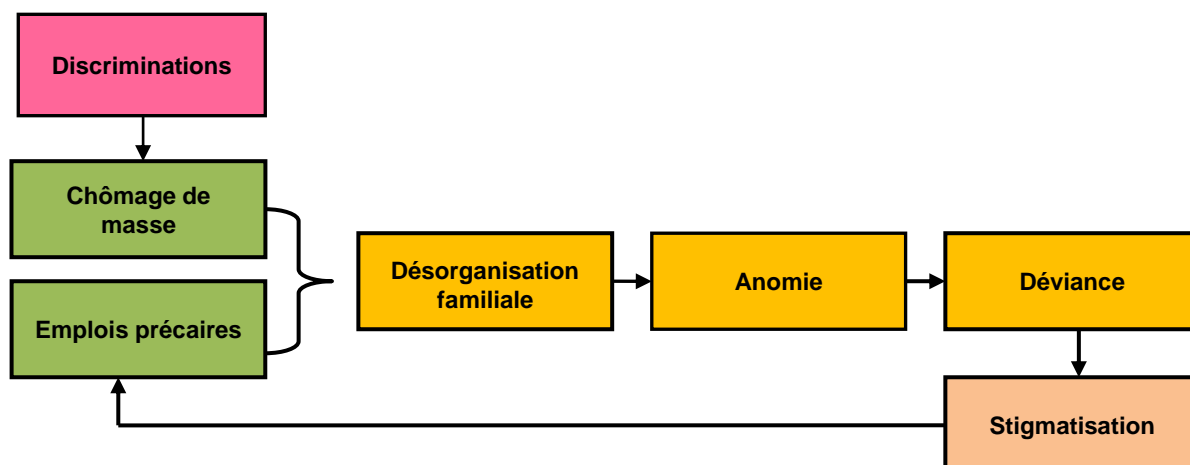 Discriminations
Chômage de
masse
Emplois précaires
Désorganisation
familiale
Anomie
Déviance
Stigmatisation